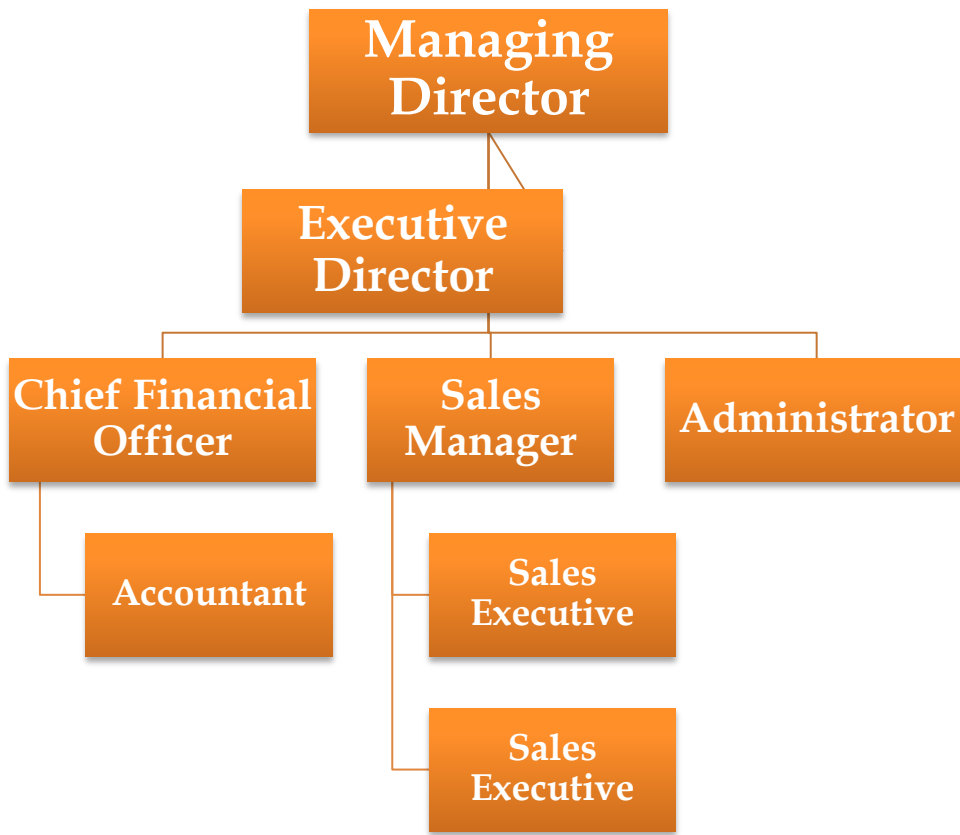 Managing
Director
Executive
Director
Chief Financial
Officer
Sales
Manager
Administrator
Accountant
Sales
Executive
Sales
Executive